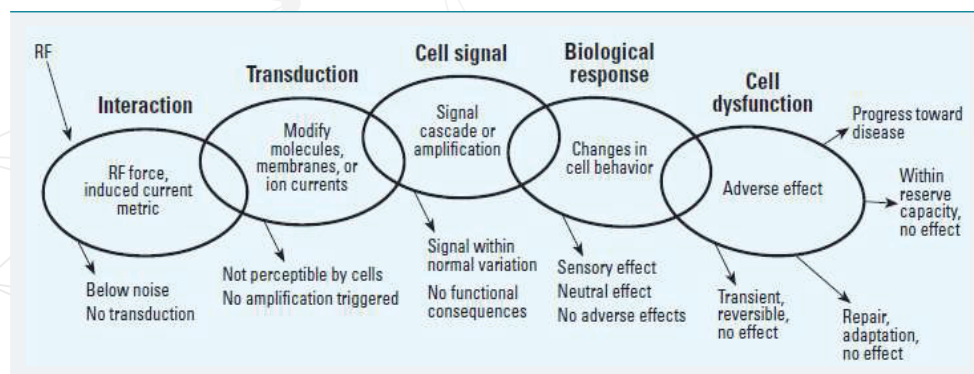 RF
Interaction
RF force,
induced current
metric
Below noise
No transduction
Transduction
Modify
molecules,
membranes, or
ion currents
Not perceptible by cells
No amplification triggered
Cell signal
Signal
cascade or
amplification
Signal within
normal variation
No functional
consequences
Biological
response
Changes in
cell behavior
Sensory effect
Neutral effect
No adverse effects
Cell
dysfunction
Adverse effect
Progress toward
disease
Within
reserve
capacity,
no effect
Transient,
reversible,
no effect
Repair,
adaptation,
no effect